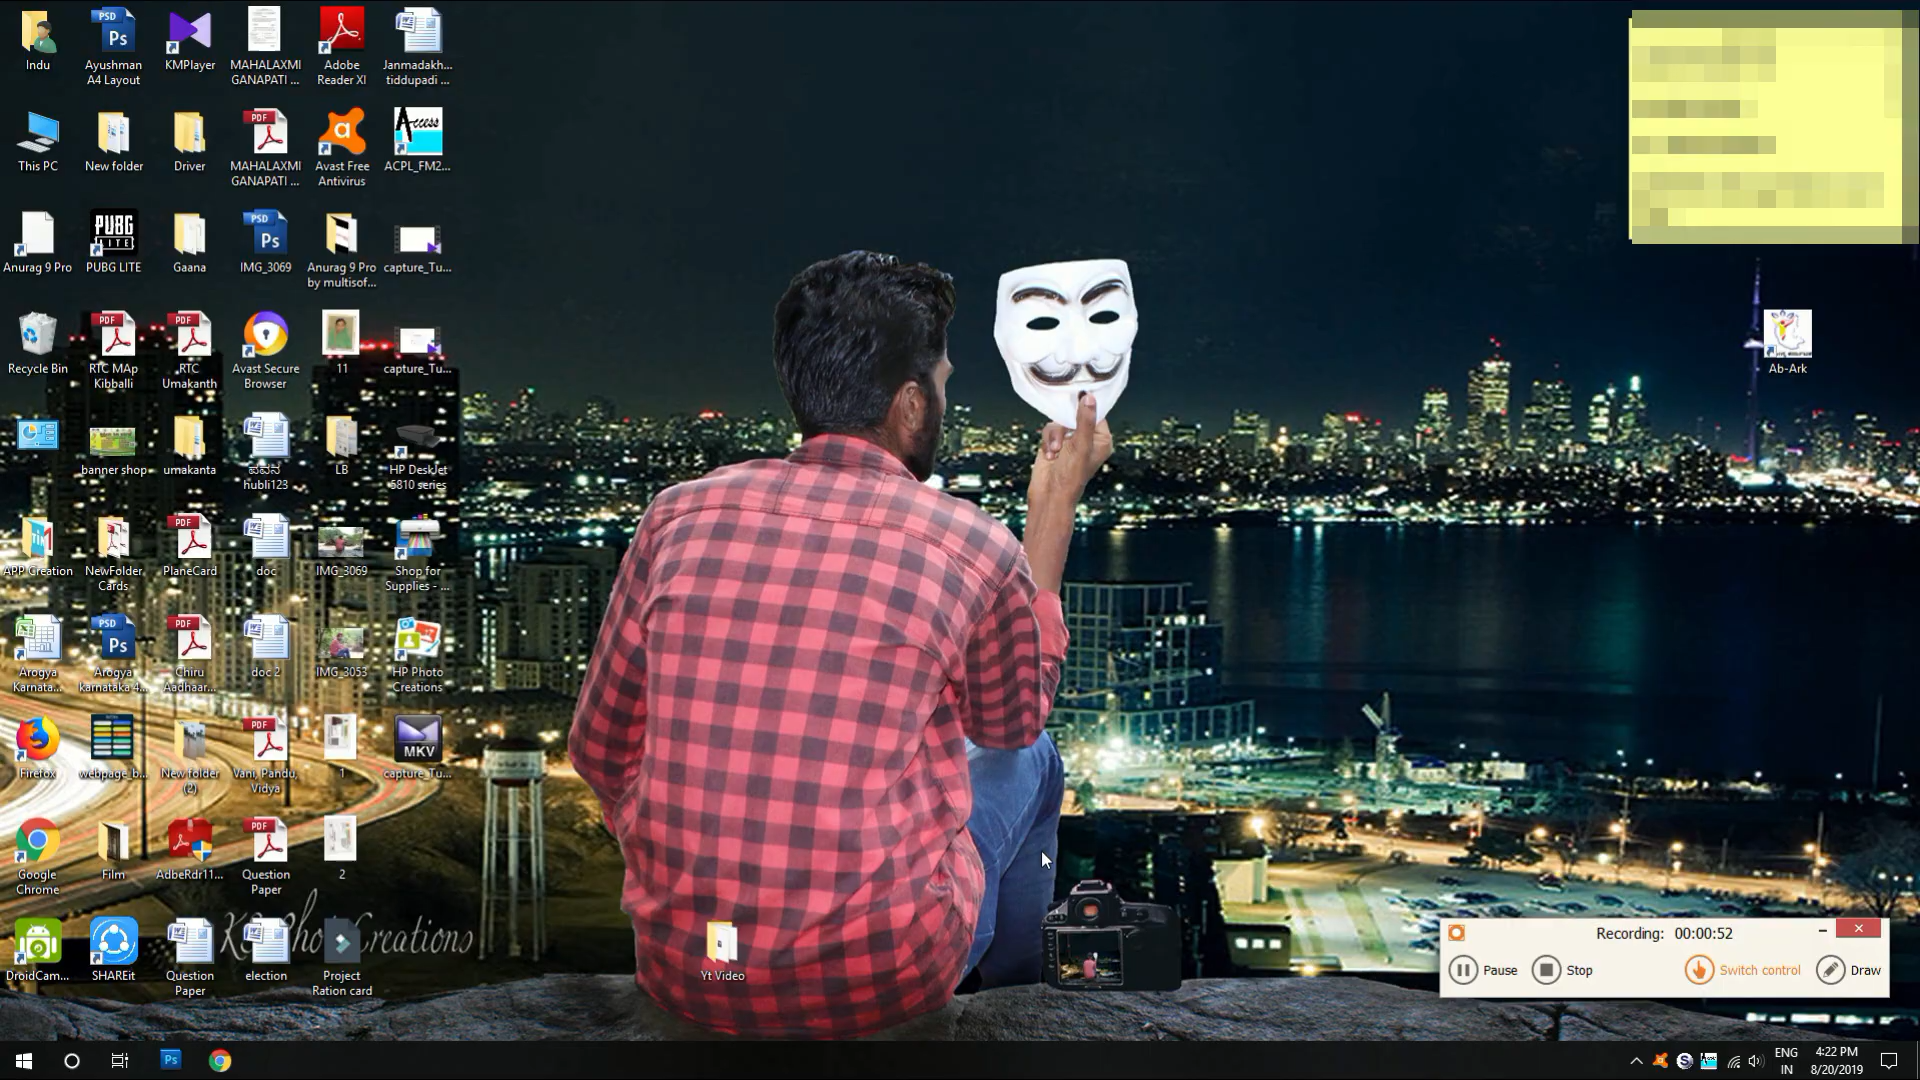 Indu
Ayushman
A4 Layout
KMPlayer
MAHALAXMI
GANAPATI ...
Adobe
Reader XI
Janmadakh...
tiddupadi ...
This PC
New folder
Driver
MAHALAXMI
GANAPATI ...
Avast Free
Antivirus
ACPL_FM2...
Anurag 9 Pro
PUBG LITE
Gaana
IMG_3069
Anurag 9 Pro
by multisof...
capture_Tu...
Recycle Bin
RTC MAp
Kibballi
RTC
Umakanth
Avast Secure
Browser
11
capture_Tu...
Ab-Ark
banner shop
umakanta
hubli123
LB
HP DeskJet
5810 series
APP Creation
NewFolder
Cards
PlaneCard
doc
IMG_3069
Shop for
Supplies - ...
Arogya
Karnata...
Arogya
karnataka 4...
Chiru
Aadhaar...
doc 2
IMG_3053
HP Photo
Creations
Firefox
webpage_b...
New folder
(2)
Vani, Pandu,
Vidya
1
MKV
capture_Tu...
Google
Chrome
Film
AdbeRdr11...
Question
Paper
2
DroidCam...
SHAREit
Question
Paper
election
Project
Ration card
Yt Video
Creations
Recording: 00:00:52
Pause
Stop
Switch control
Draw
ENG
IN
4:22 PM
8/20/2019